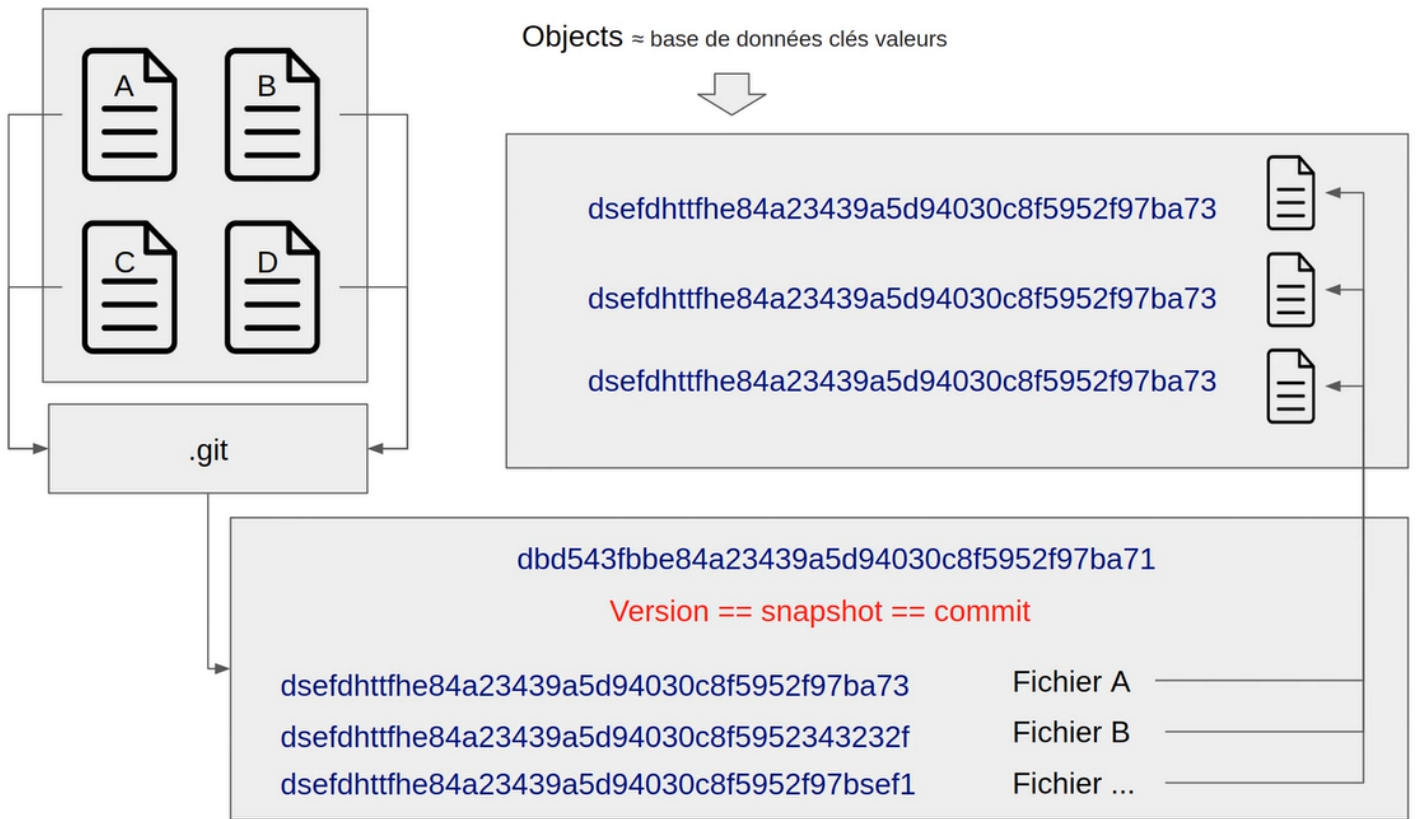 A
B
C
D
.git
Objects ≈ base de données clés valeurs
dsefdhttfhe84a23439a5d94030c8f5952f97ba73
dsefdhttfhe84a23439a5d94030c8f5952f97ba73
dsefdhttfhe84a23439a5d94030c8f5952f97ba73
dbd543fbbe84a23439a5d94030c8f5952f97ba71
Version == snapshot == commit
dsefdhttfhe84a23439a5d94030c8f5952f97ba73 Fichier A
dsefdhttfhe84a23439a5d94030c8f5952343232f Fichier B
dsefdhttfhe84a23439a5d94030c8f5952f97bsef1 Fichier ...